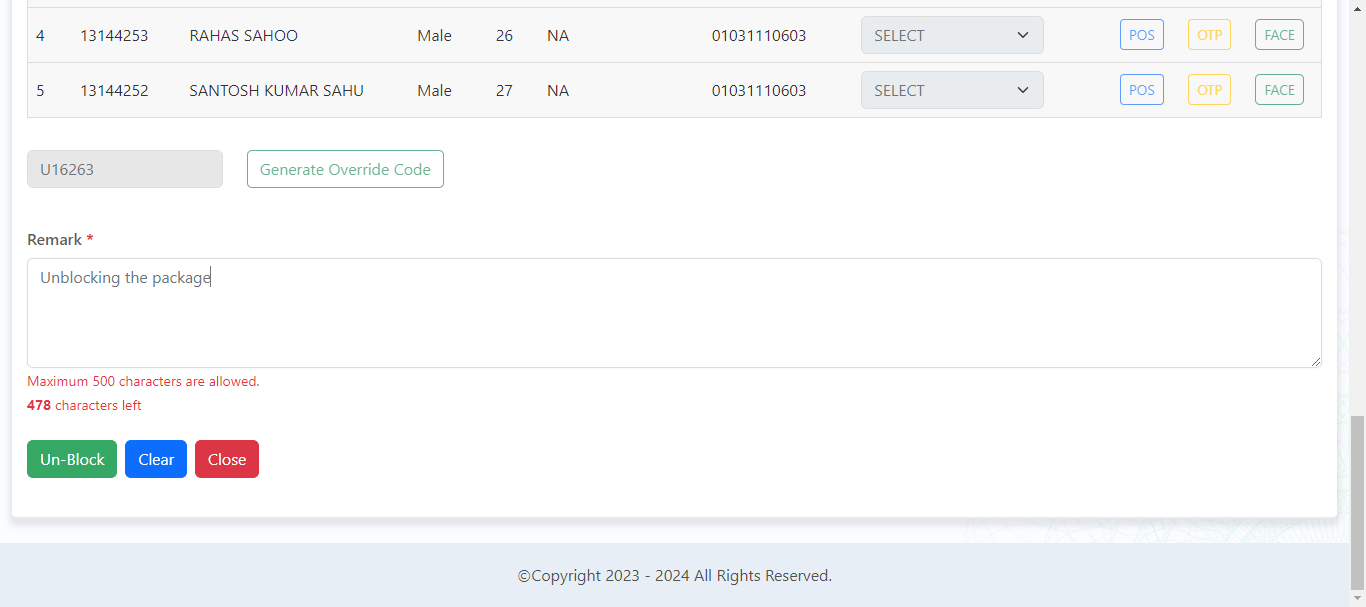 4 13144253 RAHAS SAHOO Male 26 NA 01031110603 SELECT POS OTP FACE
5 13144252 SANTOSH KUMAR SAHU Male 27 NA 01031110603 SELECT POS OTP FACE
U16263 Generate Override Code
Remark *
Unblocking the package
Maximum 500 characters are allowed.
478 characters left
Un-Block Clear Close
©Copyright 2023 - 2024 All Rights Reserved.